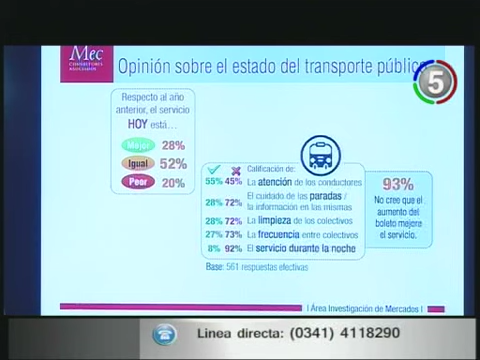 Mec
CONSULTORES
ASOCIADOS
Opinión sobre el estado del transporte público
5
Respecto al año
anterior, el servicio
HOY está...
Mejor 28%
Igual 52%
Peor 20%
Calificación de:
55% 45% La atención de los conductores
28% 72% El cuidado de las paradas /
la información en las mismas
28% 72% La limpieza de los colectivos
27% 73% La frecuencia entre colectivos
8% 92% El servicio durante la noche
93%
No cree que el
aumento del
boleto mejore
el servicio.
Base: 561 respuestas efectivas
| Área Investigación de Mercados |
Linea directa: (0341) 4118290